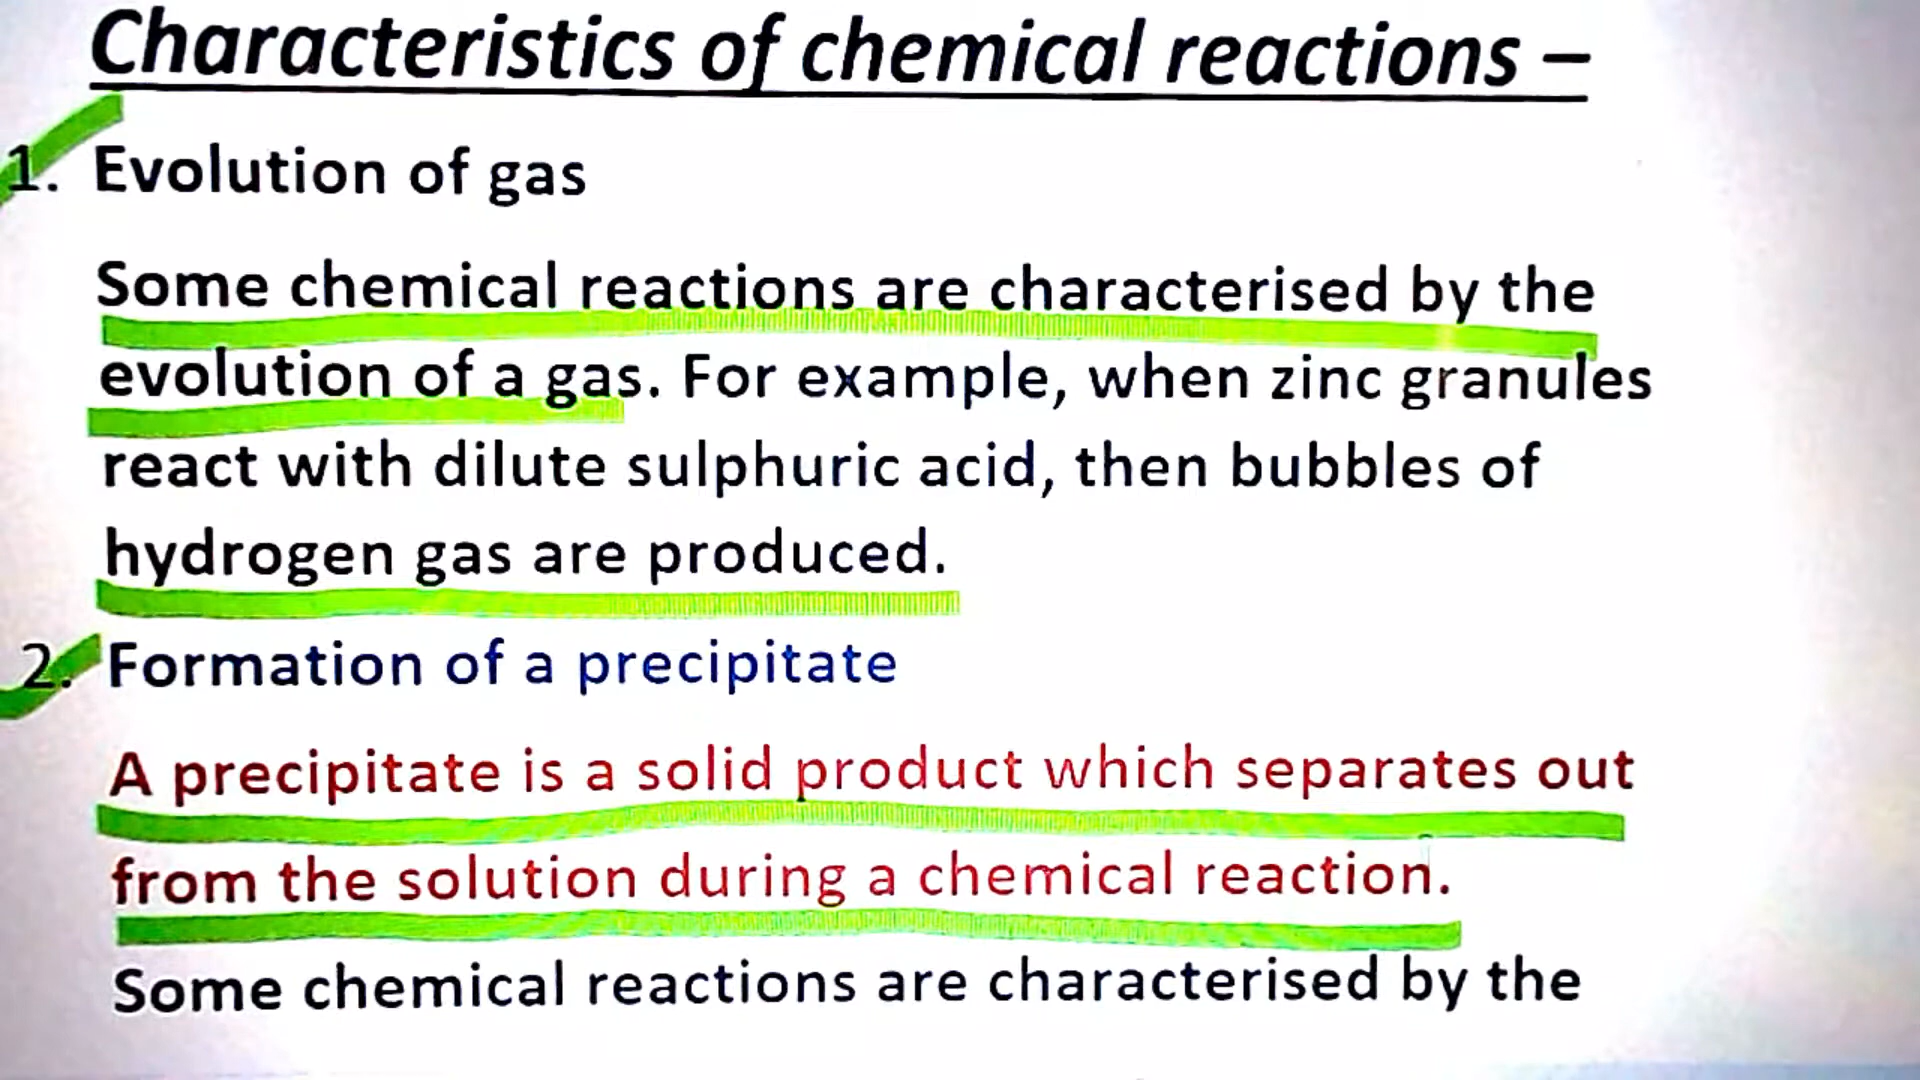 Characteristics of chemical reactions –
1. Evolution of gas
Some chemical reactions are characterised by the
evolution of a gas. For example, when zinc granules
react with dilute sulphuric acid, then bubbles of
hydrogen gas are produced.
2. Formation of a precipitate
A precipitate is a solid product which separates out
from the solution during a chemical reaction.
Some chemical reactions are characterised by the